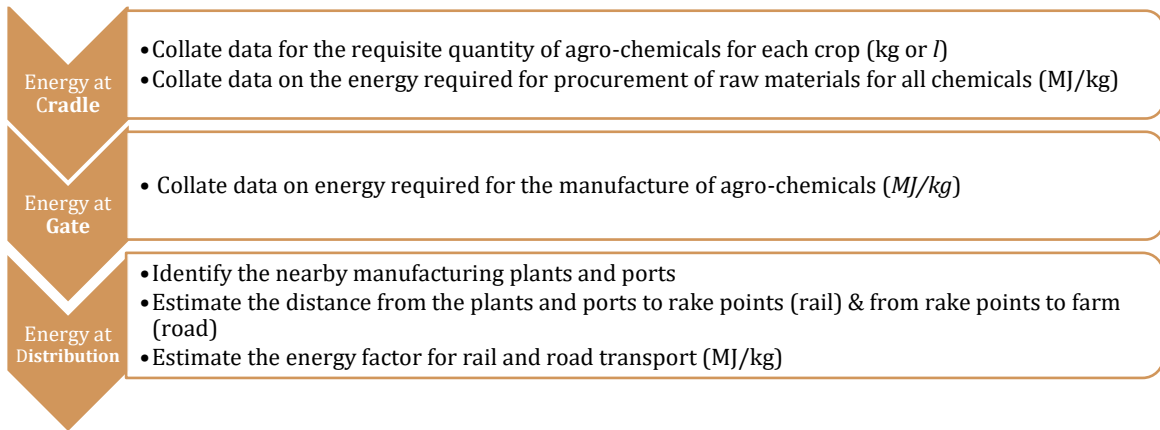 Energy at
Cradle
• Collate data for the requisite quantity of agro-chemicals for each crop (kg or l)
• Collate data on the energy required for procurement of raw materials for all chemicals (MJ/kg)
Energy at
Gate
• Collate data on energy required for the manufacture of agro-chemicals (MJ/kg)
Energy at
Distribution
• Identify the nearby manufacturing plants and ports
• Estimate the distance from the plants and ports to rake points (rail) & from rake points to farm
(road)
• Estimate the energy factor for rail and road transport (MJ/kg)